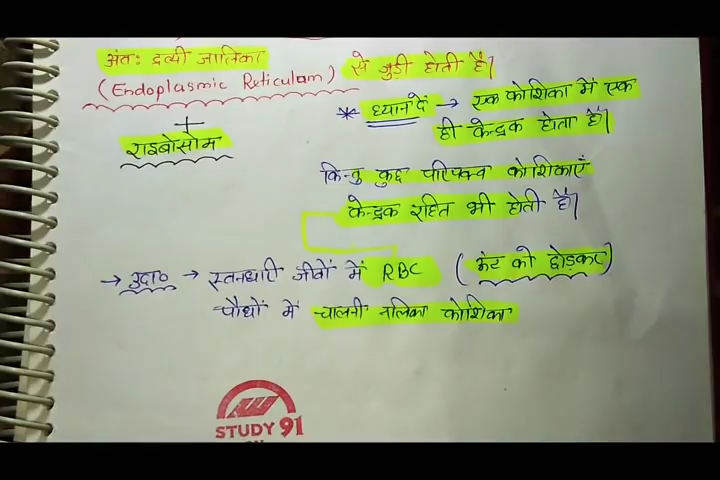 अंतः द्रव्यी जालिका
(Endoplasmic Reticulam) से जुड़ी होती हैं।
+
राइबोसोम
* ध्यान दें → एक कोशिका में एक
ही केन्द्रक होता है।
किन्तु कुछ परिपक्व कोशिकाएँ
केन्द्रक रहित भी होती हैं।
→ उदा० → स्तनधारी जीवों में RBC (ऊंट को छोड़कर)
पौधों में चालनी नलिका कोशिका
STUDY 91